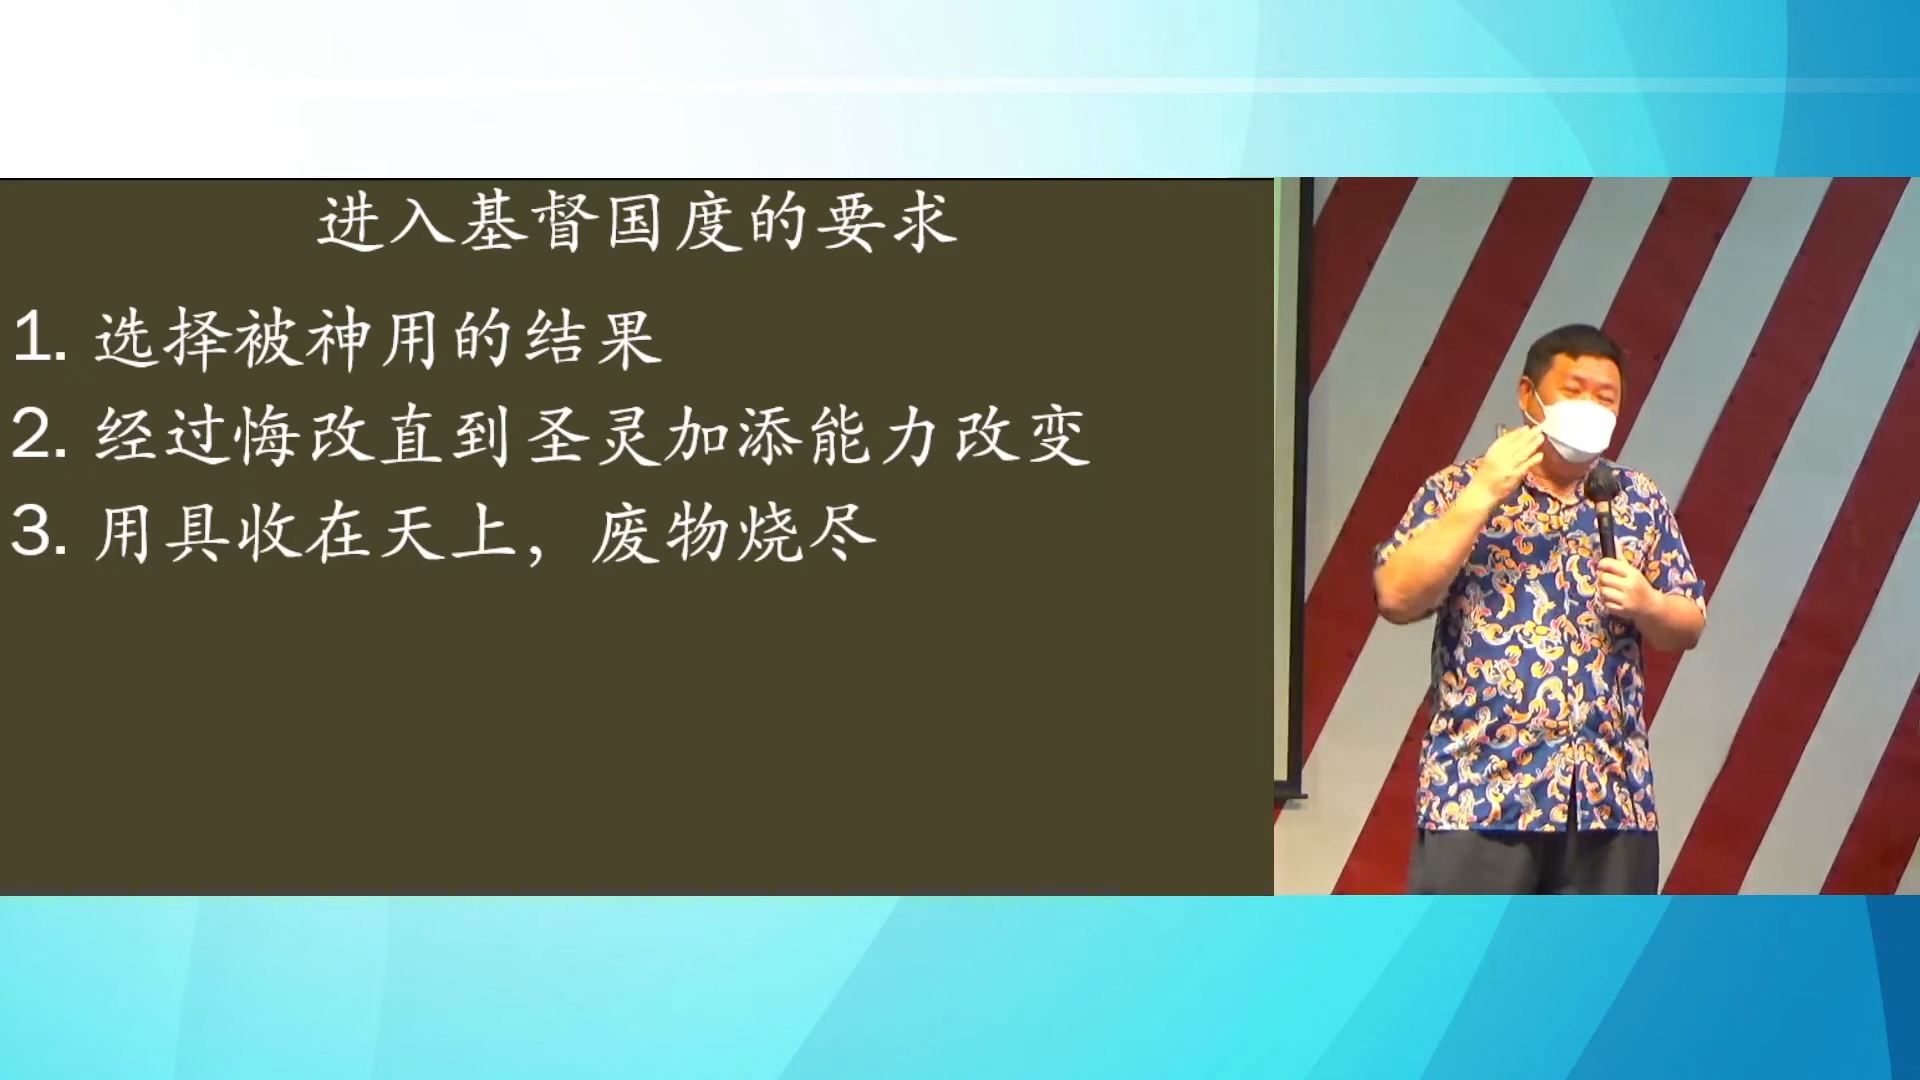 进入基督国度的要求
1. 选择被神用的结果
2. 经过悔改直到圣灵加添能力改变
3. 用具收在天上，废物烧尽